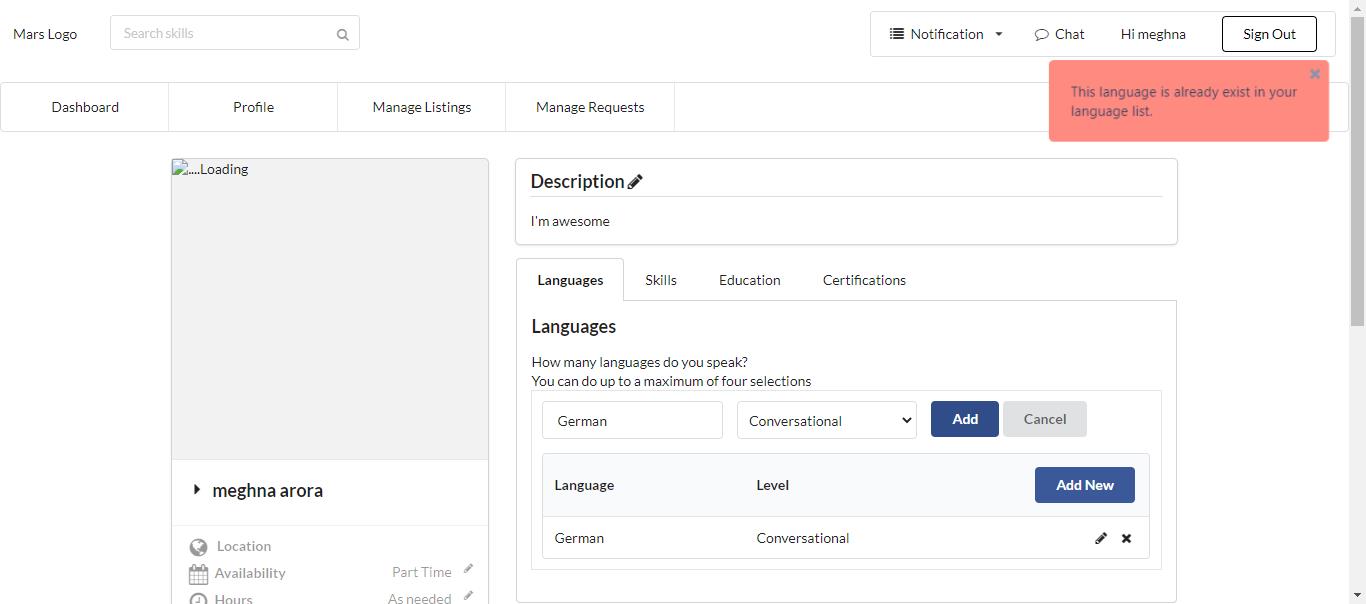 Mars Logo
Search skills
Notification
Chat
Hi meghna
Sign Out
This language is already exist in your
language list.
Dashboard
Profile
Manage Listings
Manage Requests
....Loading
Description
I'm awesome
Languages
Skills
Education
Certifications
Languages
How many languages do you speak?
You can do up to a maximum of four selections
German
Conversational
Add
Cancel
Language
Level
Add New
German
Conversational
meghna arora
Location
Availability
Part Time
Hours
As needed